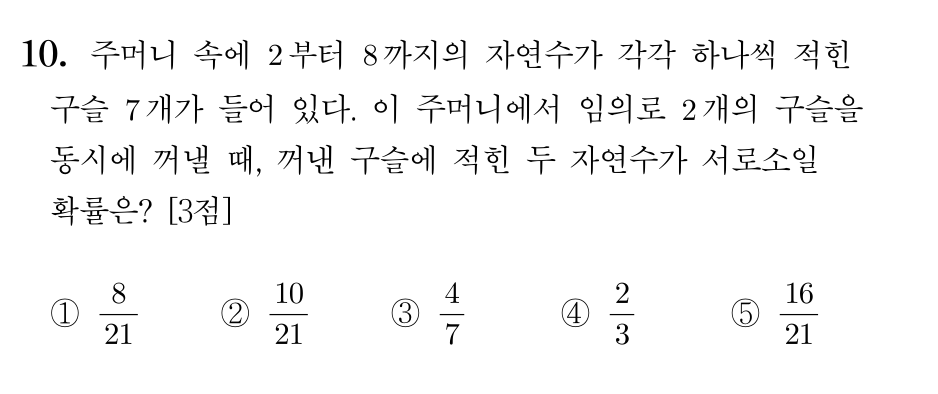 10. 주머니 속에 2부터 8까지의 자연수가 각각 하나씩 적힌
구슬 7개가 들어 있다. 이 주머니에서 임의로 2개의 구슬을
동시에 꺼낼 때, 꺼낸 구슬에 적힌 두 자연수가 서로소일
확률은? [3점]
① 8/21 ② 10/21 ③ 4/7 ④ 2/3 ⑤ 16/21